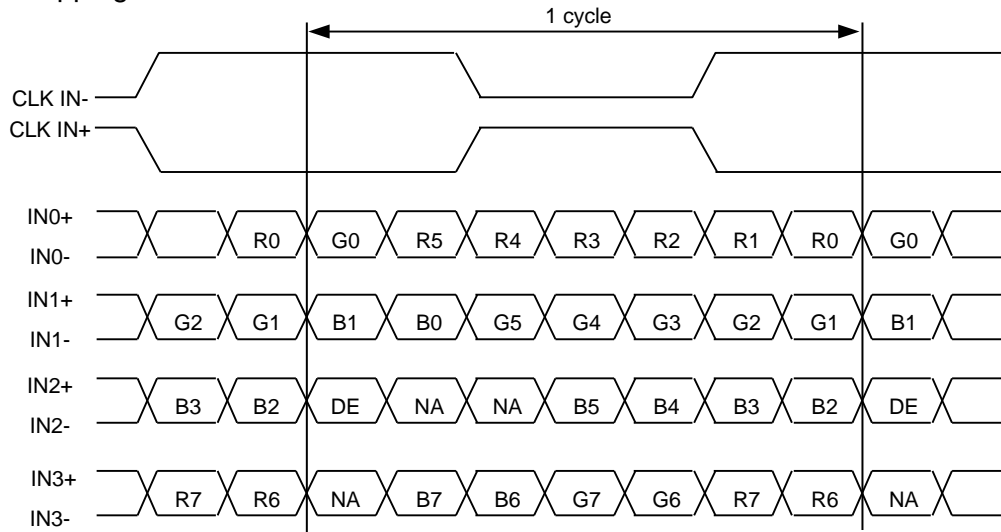 1 cycle
CLK IN-
CLK IN+
IN0+
R0 G0 R5 R4 R3 R2 R1 R0 G0
IN0-
IN1+
G2 G1 B1 B0 G5 G4 G3 G2 G1 B1
IN1-
IN2+
B3 B2 DE NA NA B5 B4 B3 B2 DE
IN2-
IN3+
R7 R6 NA B7 B6 G7 G6 R7 R6 NA
IN3-